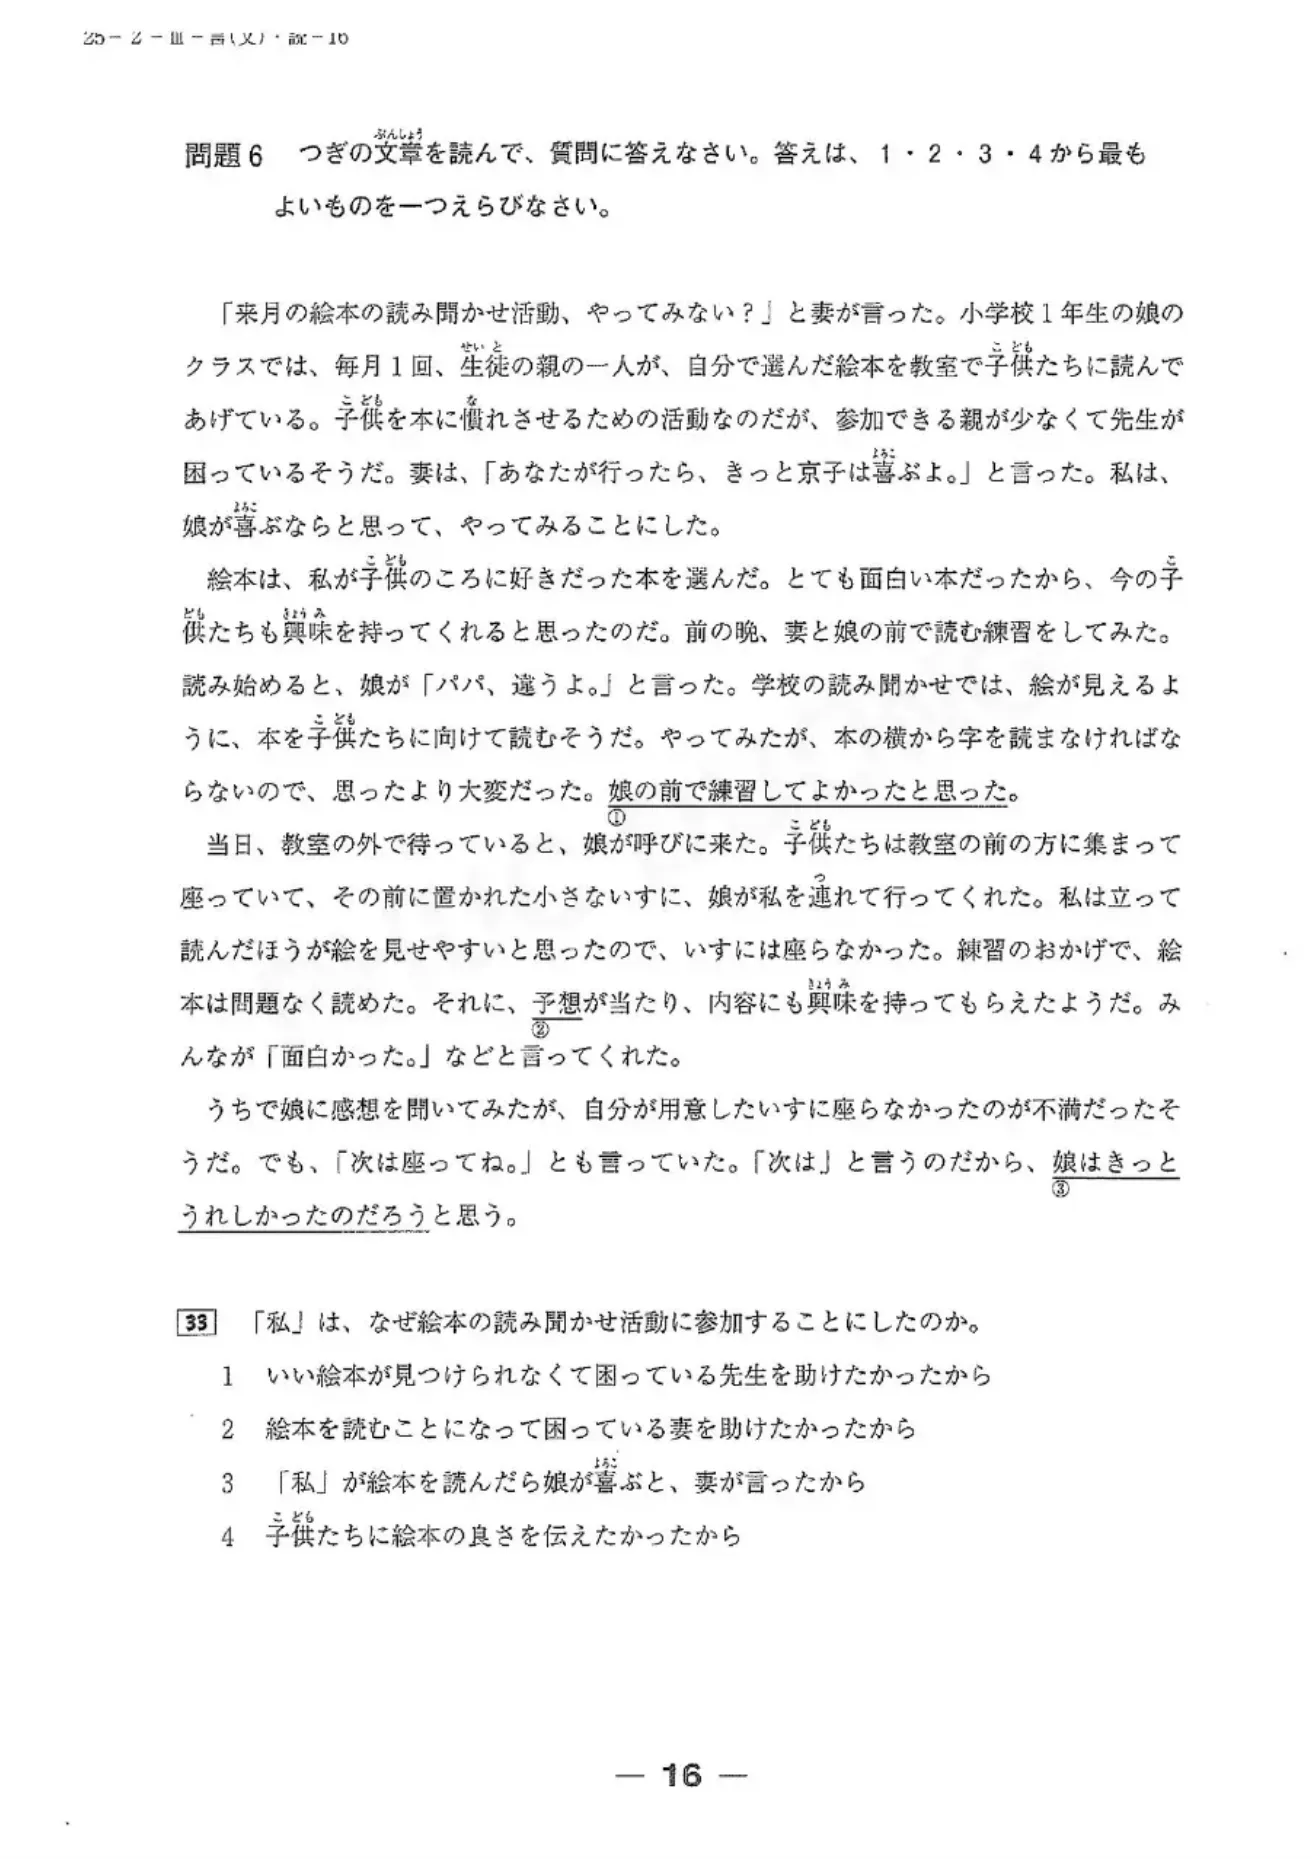 25－2－Ⅲ－言(文)・読－16
問題6　つぎの文章を読んで、質問に答えなさい。答えは、1・2・3・4から最も
よいものを一つえらびなさい。
「来月の絵本の読み聞かせ活動、やってみない？」と妻が言った。小学校1年生の娘の
クラスでは、毎月1回、生徒の親の一人が、自分で選んだ絵本を教室で子供たちに読んで
あげている。子供を本に慣れさせるための活動なのだが、参加できる親が少なくて先生が
困っているそうだ。妻は、「あなたが行ったら、きっと京子は喜ぶよ。」と言った。私は、
娘が喜ぶならと思って、やってみることにした。
絵本は、私が子供のころに好きだった本を選んだ。とても面白い本だったから、今の子
供たちも興味を持ってくれると思ったのだ。前の晩、妻と娘の前で読む練習をしてみた。
読み始めると、娘が「パパ、違うよ。」と言った。学校の読み聞かせでは、絵が見えるよ
うに、本を子供たちに向けて読むそうだ。やってみたが、本の横から字を読まなければな
らないので、思ったより大変だった。①娘の前で練習してよかったと思った。
当日、教室の外で待っていると、娘が呼びに来た。子供たちは教室の前の方に集まって
座っていて、その前に置かれた小さないすに、娘が私を連れて行ってくれた。私は立って
読んだほうが絵を見せやすいと思ったので、いすには座らなかった。練習のおかげで、絵
本は問題なく読めた。それに、②予想が当たり、内容にも興味を持ってもらえたようだ。み
んなが「面白かった。」などと言ってくれた。
うちで娘に感想を聞いてみたが、自分が用意したいすに座らなかったのが不満だったそ
うだ。でも、「次は座ってね。」とも言っていた。「次は」と言うのだから、③娘はきっと
うれしかったのだろうと思う。
33　「私」は、なぜ絵本の読み聞かせ活動に参加することにしたのか。
1　いい絵本が見つけられなくて困っている先生を助けたかったから
2　絵本を読むことになって困っている妻を助けたかったから
3　「私」が絵本を読んだら娘が喜ぶと、妻が言ったから
4　子供たちに絵本の良さを伝えたかったから
— 16 —